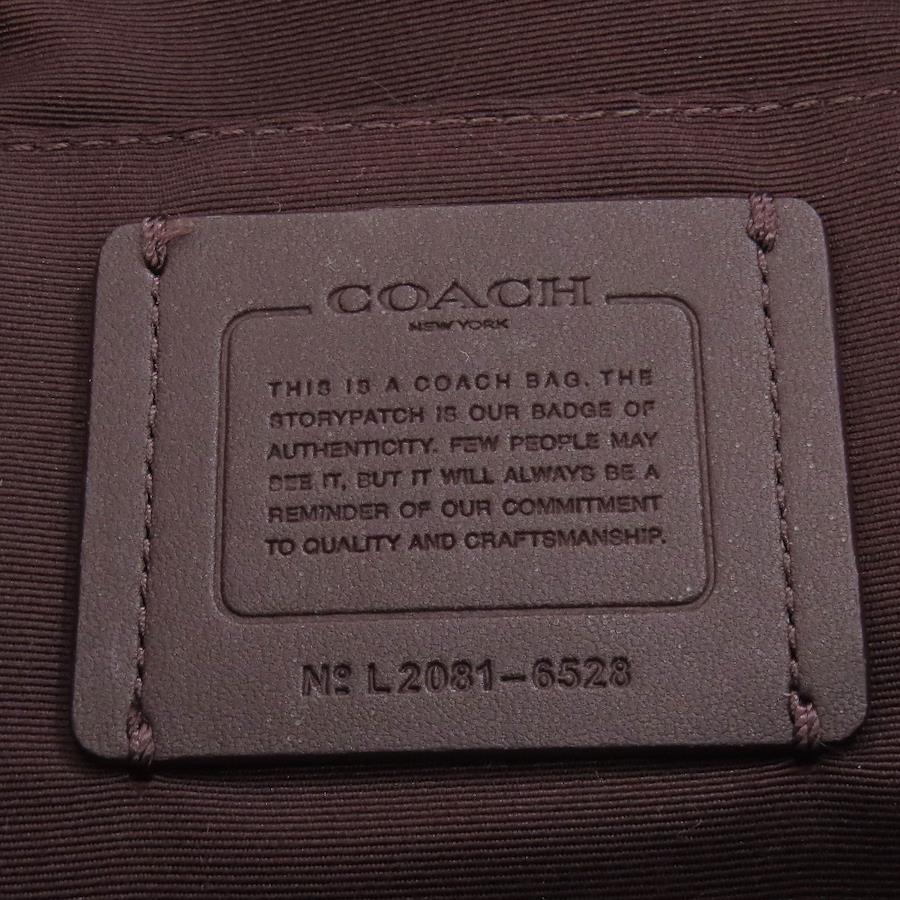 COACH
NEW YORK
THIS IS A COACH BAG. THE
STORYPATCH IS OUR BADGE OF
AUTHENTICITY. FEW PEOPLE MAY
SEE IT, BUT IT WILL ALWAYS BE A
REMINDER OF OUR COMMITMENT
TO QUALITY AND CRAFTSMANSHIP.
Nº L2081-6528